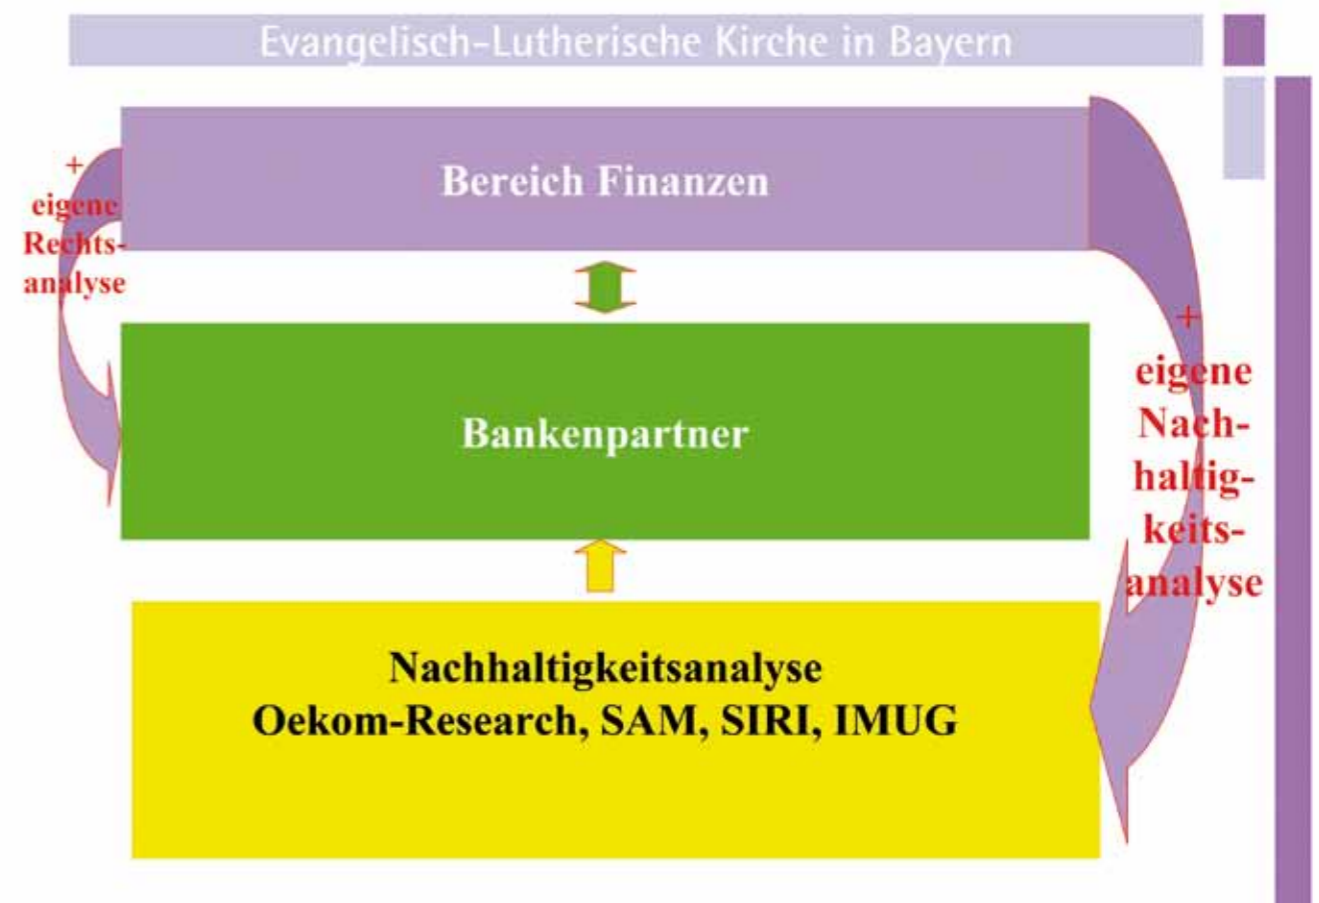 Evangelisch-Lutherische Kirche in Bayern
Bereich Finanzen
+
eigene
Rechts-
analyse
Bankenpartner
+
eigene
Nach-
haltig-
keits-
analyse
Nachhaltigkeitsanalyse
Oekom-Research, SAM, SIRI, IMUG